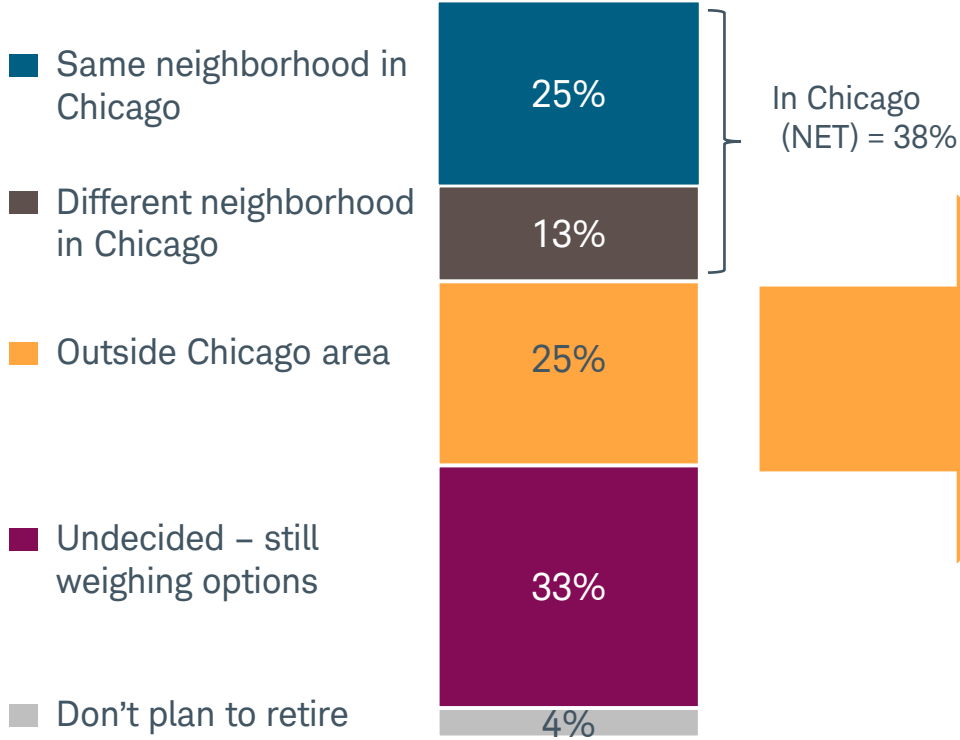 Same neighborhood in
Chicago
25%
In Chicago
(NET) = 38%
Different neighborhood
in Chicago
13%
Outside Chicago area
25%
Undecided – still
weighing options
33%
Don't plan to retire
4%